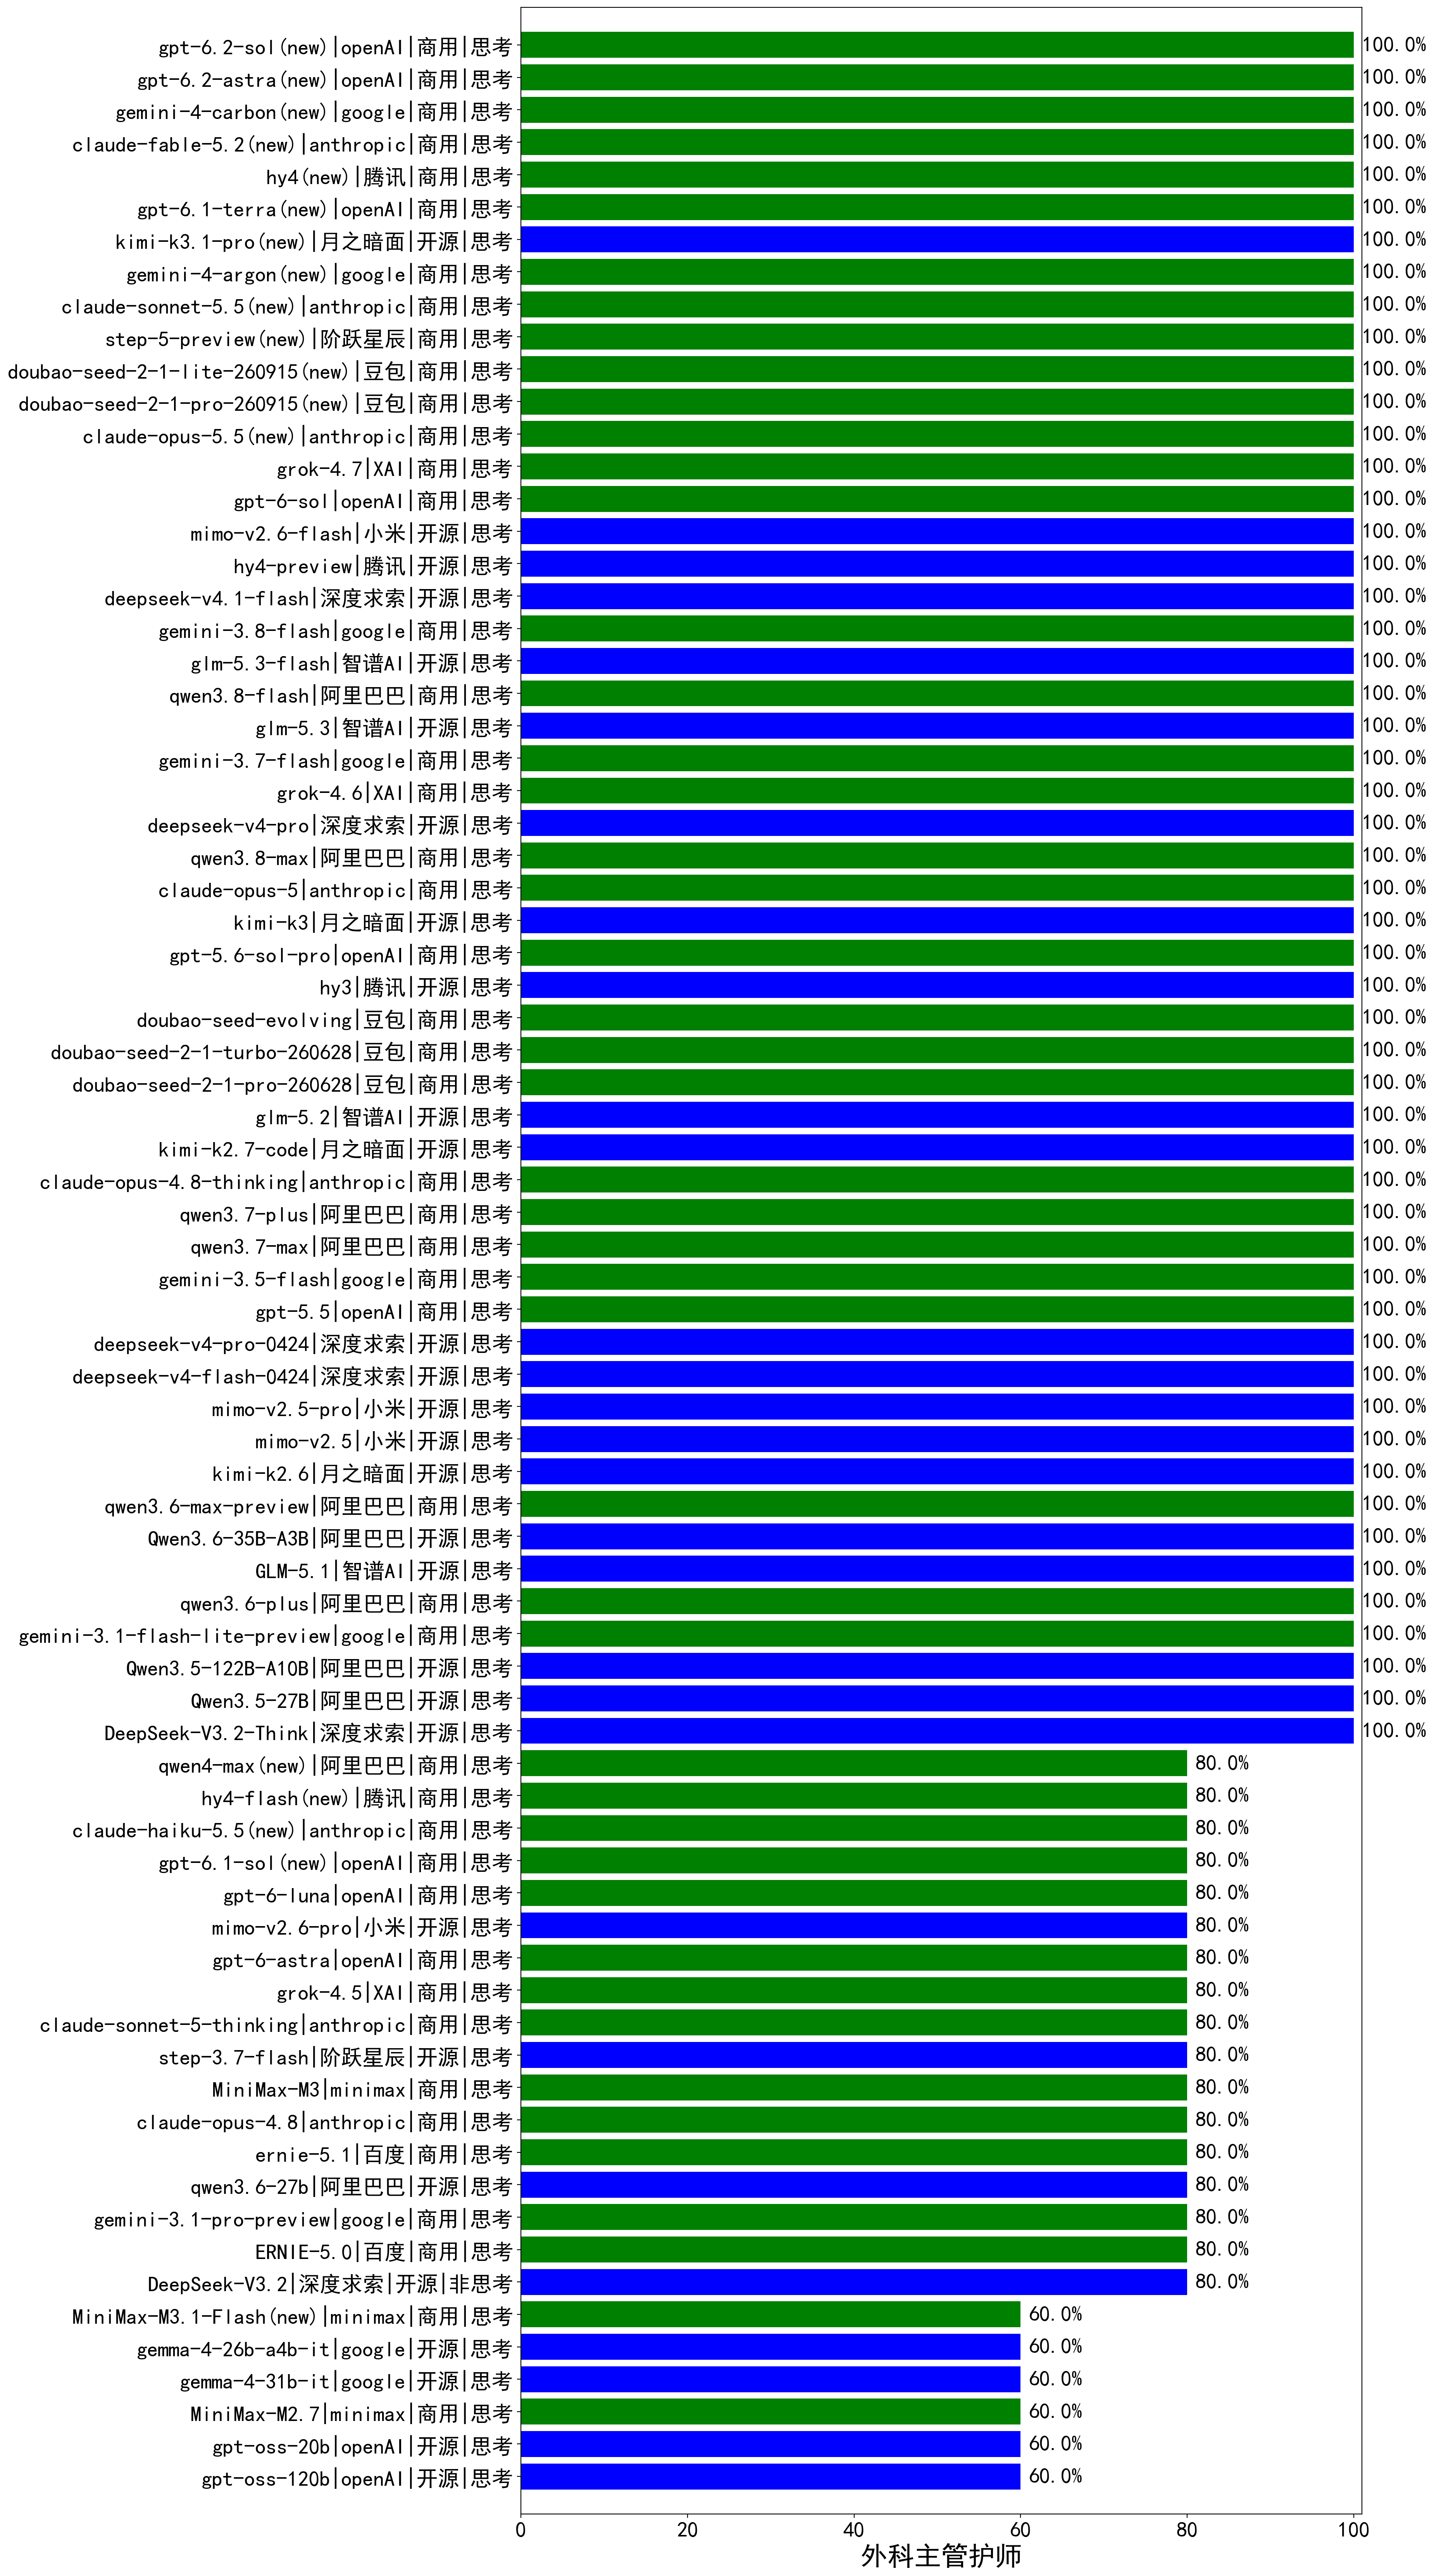 gpt-6.2-sol(new)|openAI|商用|思考 100.0%
gpt-6.2-astra(new)|openAI|商用|思考 100.0%
gemini-4-carbon(new)|google|商用|思考 100.0%
claude-fable-5.2(new)|anthropic|商用|思考 100.0%
hy4(new)|腾讯|商用|思考 100.0%
gpt-6.1-terra(new)|openAI|商用|思考 100.0%
kimi-k3.1-pro(new)|月之暗面|开源|思考 100.0%
gemini-4-argon(new)|google|商用|思考 100.0%
claude-sonnet-5.5(new)|anthropic|商用|思考 100.0%
step-5-preview(new)|阶跃星辰|商用|思考 100.0%
doubao-seed-2-1-lite-260915(new)|豆包|商用|思考 100.0%
doubao-seed-2-1-pro-260915(new)|豆包|商用|思考 100.0%
claude-opus-5.5(new)|anthropic|商用|思考 100.0%
grok-4.7|XAI|商用|思考 100.0%
gpt-6-sol|openAI|商用|思考 100.0%
mimo-v2.6-flash|小米|开源|思考 100.0%
hy4-preview|腾讯|开源|思考 100.0%
deepseek-v4.1-flash|深度求索|开源|思考 100.0%
gemini-3.8-flash|google|商用|思考 100.0%
glm-5.3-flash|智谱AI|开源|思考 100.0%
qwen3.8-flash|阿里巴巴|商用|思考 100.0%
glm-5.3|智谱AI|开源|思考 100.0%
gemini-3.7-flash|google|商用|思考 100.0%
grok-4.6|XAI|商用|思考 100.0%
deepseek-v4-pro|深度求索|开源|思考 100.0%
qwen3.8-max|阿里巴巴|商用|思考 100.0%
claude-opus-5|anthropic|商用|思考 100.0%
kimi-k3|月之暗面|开源|思考 100.0%
gpt-5.6-sol-pro|openAI|商用|思考 100.0%
hy3|腾讯|开源|思考 100.0%
doubao-seed-evolving|豆包|商用|思考 100.0%
doubao-seed-2-1-turbo-260628|豆包|商用|思考 100.0%
doubao-seed-2-1-pro-260628|豆包|商用|思考 100.0%
glm-5.2|智谱AI|开源|思考 100.0%
kimi-k2.7-code|月之暗面|开源|思考 100.0%
claude-opus-4.8-thinking|anthropic|商用|思考 100.0%
qwen3.7-plus|阿里巴巴|商用|思考 100.0%
qwen3.7-max|阿里巴巴|商用|思考 100.0%
gemini-3.5-flash|google|商用|思考 100.0%
gpt-5.5|openAI|商用|思考 100.0%
deepseek-v4-pro-0424|深度求索|开源|思考 100.0%
deepseek-v4-flash-0424|深度求索|开源|思考 100.0%
mimo-v2.5-pro|小米|开源|思考 100.0%
mimo-v2.5|小米|开源|思考 100.0%
kimi-k2.6|月之暗面|开源|思考 100.0%
qwen3.6-max-preview|阿里巴巴|商用|思考 100.0%
Qwen3.6-35B-A3B|阿里巴巴|开源|思考 100.0%
GLM-5.1|智谱AI|开源|思考 100.0%
qwen3.6-plus|阿里巴巴|商用|思考 100.0%
gemini-3.1-flash-lite-preview|google|商用|思考 100.0%
Qwen3.5-122B-A10B|阿里巴巴|开源|思考 100.0%
Qwen3.5-27B|阿里巴巴|开源|思考 100.0%
DeepSeek-V3.2-Think|深度求索|开源|思考 100.0%
qwen4-max(new)|阿里巴巴|商用|思考 80.0%
hy4-flash(new)|腾讯|商用|思考 80.0%
claude-haiku-5.5(new)|anthropic|商用|思考 80.0%
gpt-6.1-sol(new)|openAI|商用|思考 80.0%
gpt-6-luna|openAI|商用|思考 80.0%
mimo-v2.6-pro|小米|开源|思考 80.0%
gpt-6-astra|openAI|商用|思考 80.0%
grok-4.5|XAI|商用|思考 80.0%
claude-sonnet-5-thinking|anthropic|商用|思考 80.0%
step-3.7-flash|阶跃星辰|开源|思考 80.0%
MiniMax-M3|minimax|商用|思考 80.0%
claude-opus-4.8|anthropic|商用|思考 80.0%
ernie-5.1|百度|商用|思考 80.0%
qwen3.6-27b|阿里巴巴|开源|思考 80.0%
gemini-3.1-pro-preview|google|商用|思考 80.0%
ERNIE-5.0|百度|商用|思考 80.0%
DeepSeek-V3.2|深度求索|开源|非思考 80.0%
MiniMax-M3.1-Flash(new)|minimax|商用|思考 60.0%
gemma-4-26b-a4b-it|google|开源|思考 60.0%
gemma-4-31b-it|google|开源|思考 60.0%
MiniMax-M2.7|minimax|商用|思考 60.0%
gpt-oss-20b|openAI|开源|思考 60.0%
gpt-oss-120b|openAI|开源|思考 60.0%
0 20 40 60 80 100
外科主管护师